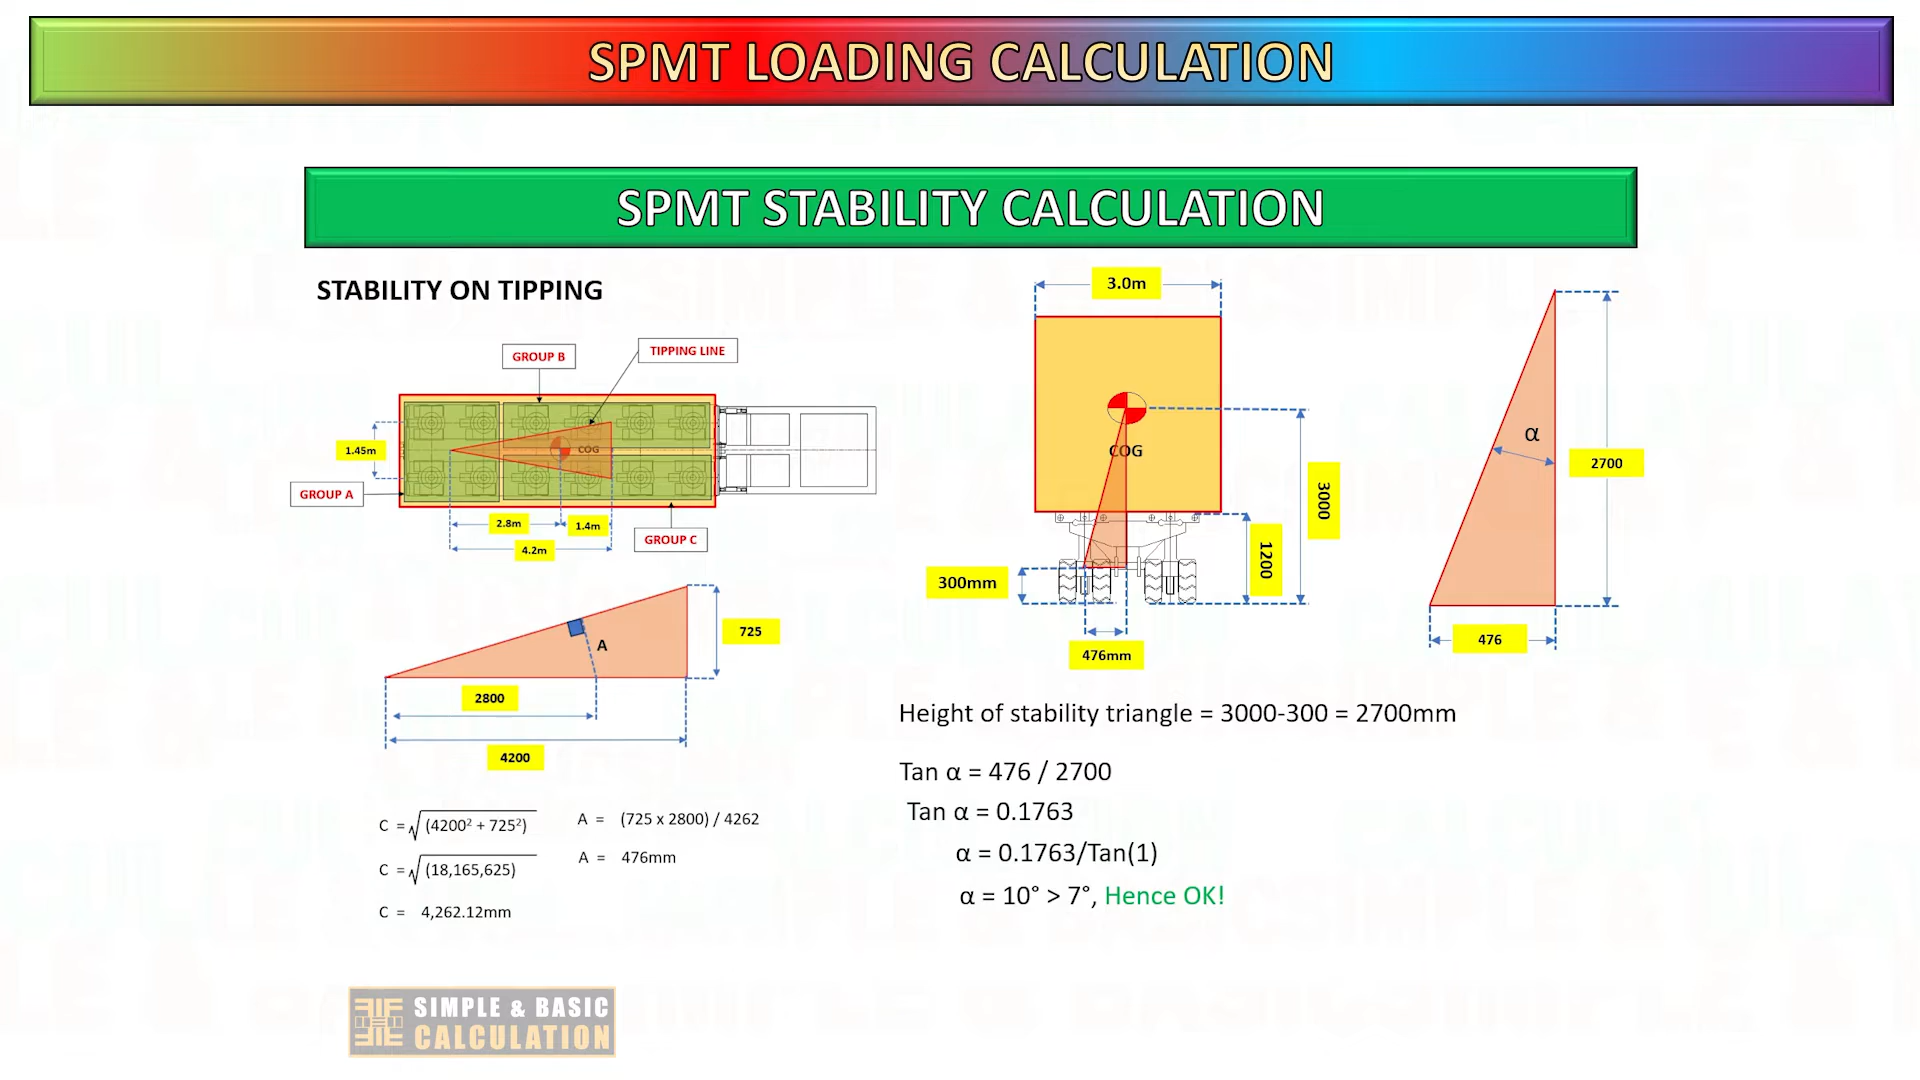 SPMT LOADING CALCULATION
SPMT STABILITY CALCULATION
STABILITY ON TIPPING
GROUP B
TIPPING LINE
1.45m
COG
GROUP A
2.8m
1.4m
4.2m
GROUP C
725
A
2800
4200
C = √(4200² + 725²)
C = √(18,165,625)
C = 4,262.12mm
A = (725 x 2800) / 4262
A = 476mm
3.0m
COG
3000
1200
300mm
476mm
α
2700
476
Height of stability triangle = 3000-300 = 2700mm
Tan α = 476 / 2700
Tan α = 0.1763
α = 0.1763/Tan(1)
α = 10° > 7°, Hence OK!
SIMPLE & BASIC
CALCULATION